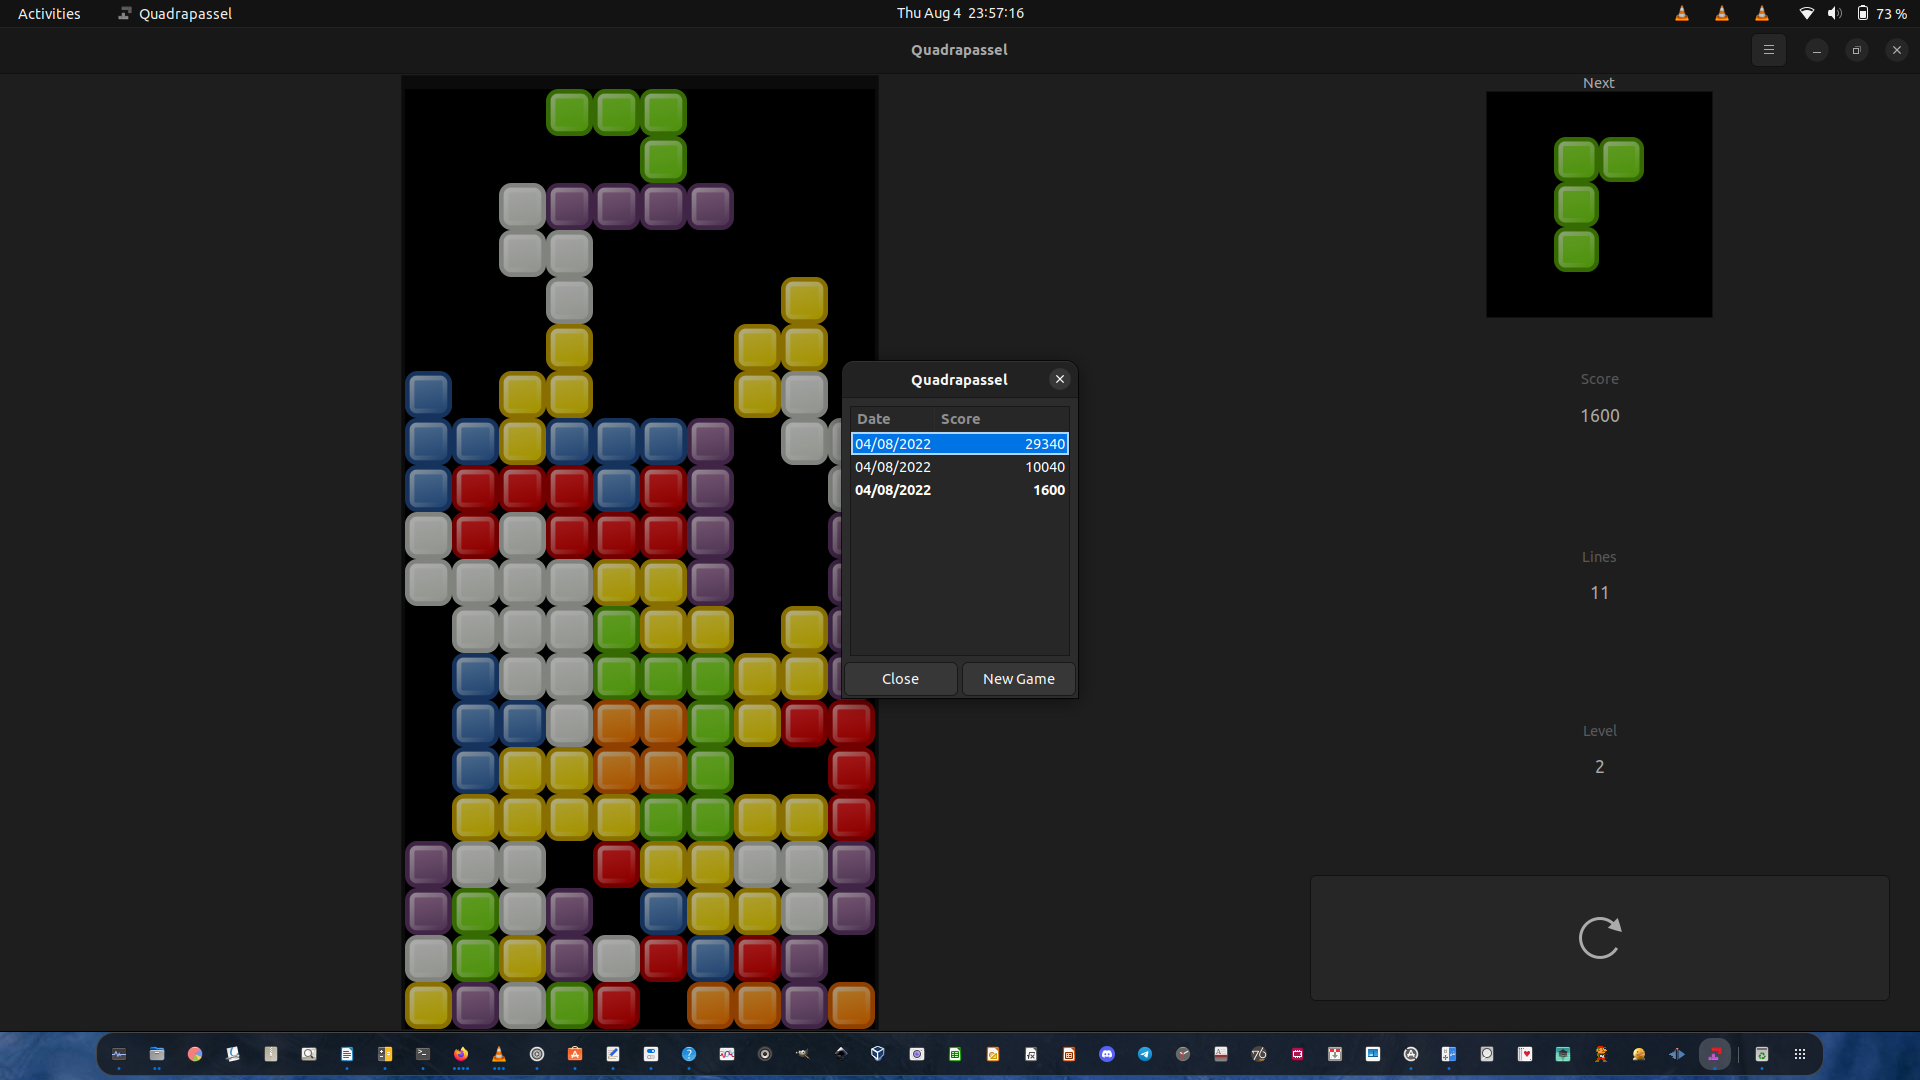 Activities
Quadrapassel
Thu Aug 4 23:57:16
73 %
Quadrapassel
Next
Score
1600
Lines
11
Level
2
Quadrapassel
Date Score
04/08/2022 29340
04/08/2022 10040
04/08/2022 1600
Close
New Game
76